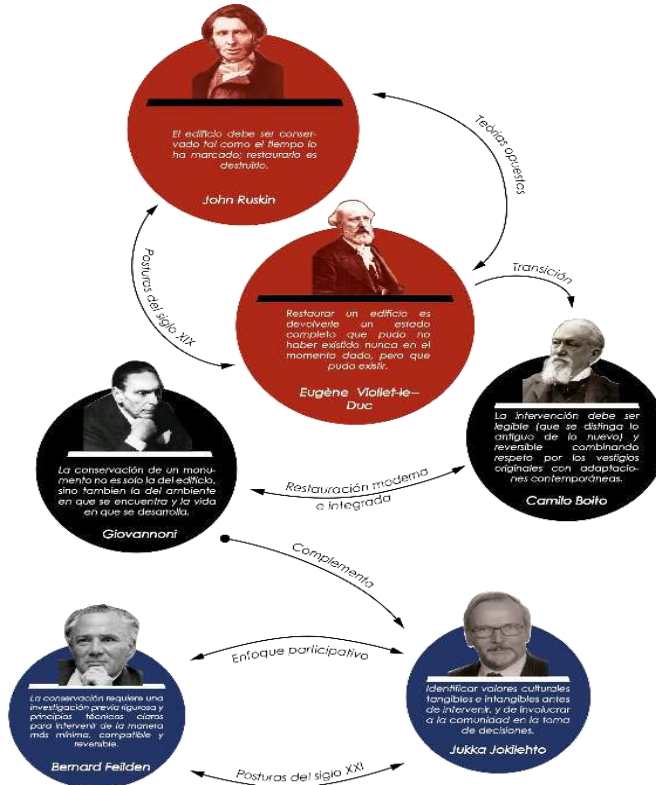 El edificio debe ser conser-
vado tal como el tiempo lo
ha marcado; restaurarlo es
destruirlo.
John Ruskin
Teorías opuestas
Posturas del siglo XIX
Restaurar un edificio es
devolverle un estado
completo que pudo no
haber existido nunca en el
momento dado, pero que
pudo existir.
Eugène Viollet-le-
Duc
Transición
La intervención debe ser
legible (que se distinga lo
antiguo de lo nuevo) y
reversible combinando
respeto por los vestigios
originales con adaptacio-
nes contemporáneas.
Camilo Boito
La conservación de un monu-
mento no es solo la del edificio,
sino tambien la del ambiente
en que se encuentra y la vida
en que se desarrolla.
Giovannoni
Restauración moderna
e integrada
Complementa
Enfoque participativo
La conservación requiere una
investigación previa rigurosa y
principios técnicos claros
para intervenir de la manera
más mínima, compatible y
reversible.
Bernard Feilden
Identificar valores culturales
tangibles e intangibles antes
de intervenir, y de involucrar
a la comunidad en la toma
de decisiones.
Jukka Jokilehto
Posturas del siglo XXI